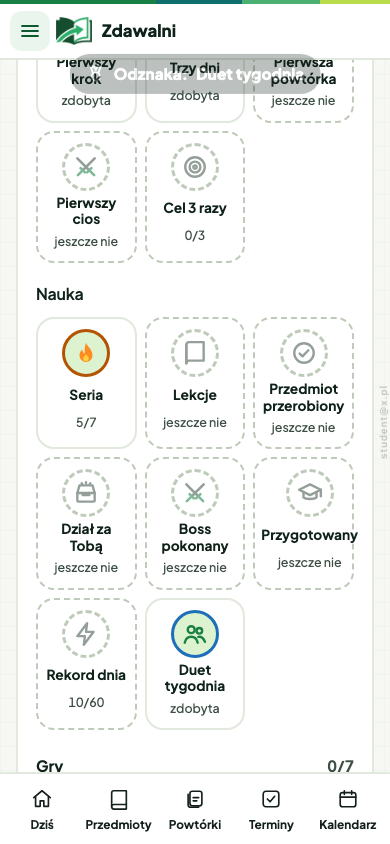 Zdawalni
Odznaka: Duet tygodnia
Pierwszy
krok
zdobyta
Trzy dni
zdobyta
Pierwsza
powtórka
jeszcze nie
Pierwszy
cios
jeszcze nie
Cel 3 razy
0/3
Nauka
Seria
5/7
Lekcje
jeszcze nie
Przedmiot
przerobiony
jeszcze nie
Dział za
Tobą
jeszcze nie
Boss
pokonany
jeszcze nie
Przygotowany
jeszcze nie
Rekord dnia
10/60
Duet
tygodnia
zdobyta
Gry
0/7
student@x.pl
Dziś
Przedmioty
Powtórki
Terminy
Kalendarz